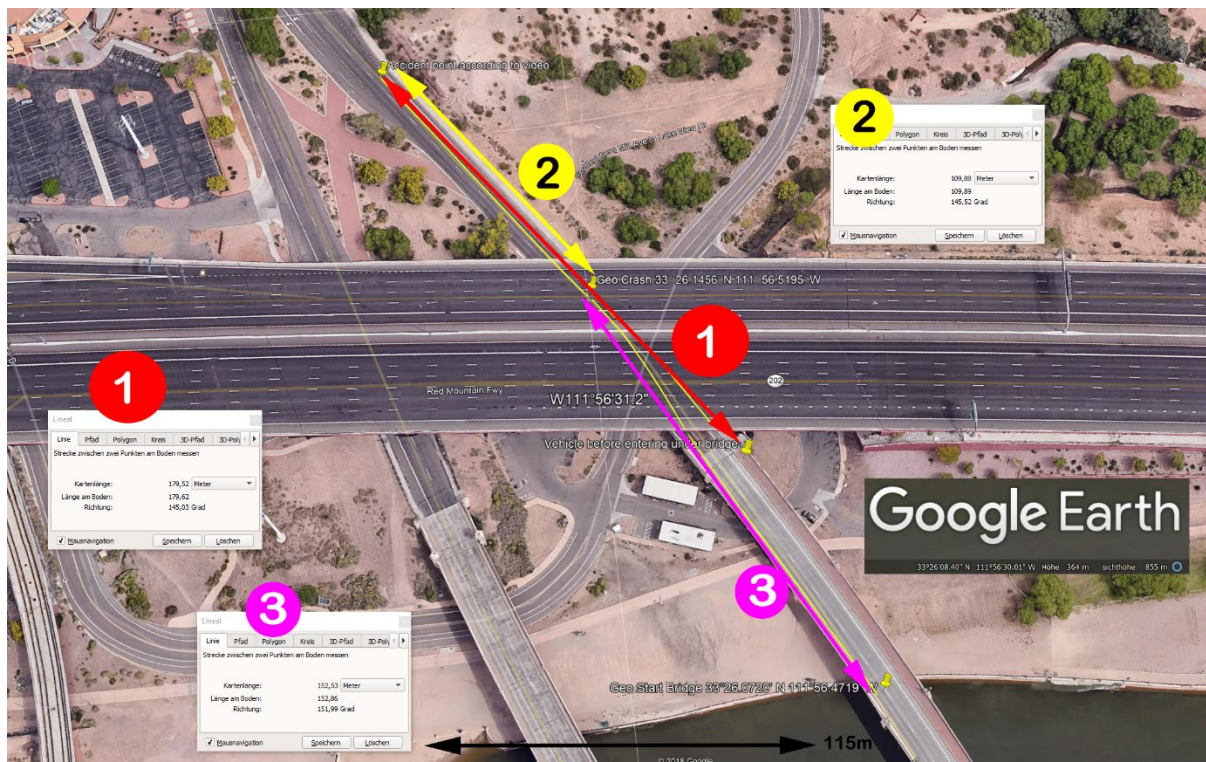 Accident point according to video
2
2
Polygon Kreis 3D-Pfad 3D-Poly
Strecke zwischen zwei Punkten am Boden messen
Kartenlänge: 109,88 Meter
Länge am Boden: 109,89
Richtung: 145,52 Grad
Mausnavigation Speichern Löschen
Geo Crash 33° 26.1456' N 111° 56.5195' W
1
Red Mountain Fwy
202
W111°56'31.2"
Vehicle before entering under bridge
1
Lineal
Linie Pfad Polygon Kreis 3D-Pfad 3D-Poly
Strecke zwischen zwei Punkten am Boden messen
Kartenlänge: 179,52 Meter
Länge am Boden: 179,62
Richtung: 145,03 Grad
Mausnavigation Speichern Löschen
Google Earth
33°26'08.40" N 111°56'30.01" W Höhe 364 m sichthöhe 855 m
3
3
Lineal
Linie Pfad Polygon Kreis 3D-Pfad 3D-Poly
Strecke zwischen zwei Punkten am Boden messen
Kartenlänge: 152,53 Meter
Länge am Boden: 152,86
Richtung: 151,99 Grad
Mausnavigation Speichern Löschen
Geo Start Bridge 33°26.0720' N 111°56.4719' W
115m
© 2018 Google